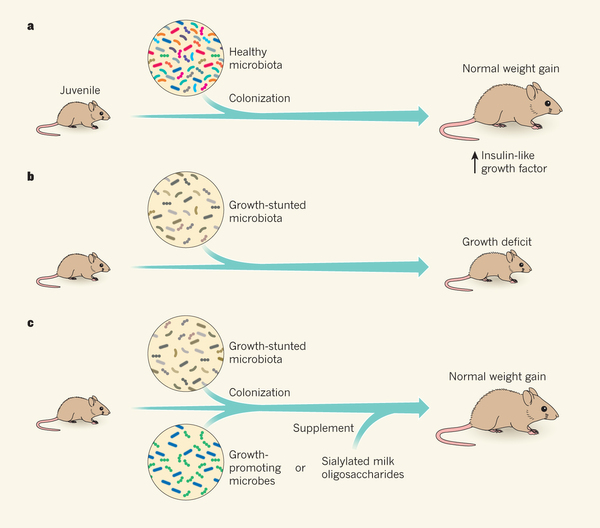 a
Healthy
microbiota
Juvenile
Colonization
Normal weight gain
Insulin-like
growth factor
b
Growth-stunted
microbiota
Growth deficit
c
Growth-stunted
microbiota
Colonization
Normal weight gain
Supplement
Growth-
promoting
microbes
or
Sialylated milk
oligosaccharides